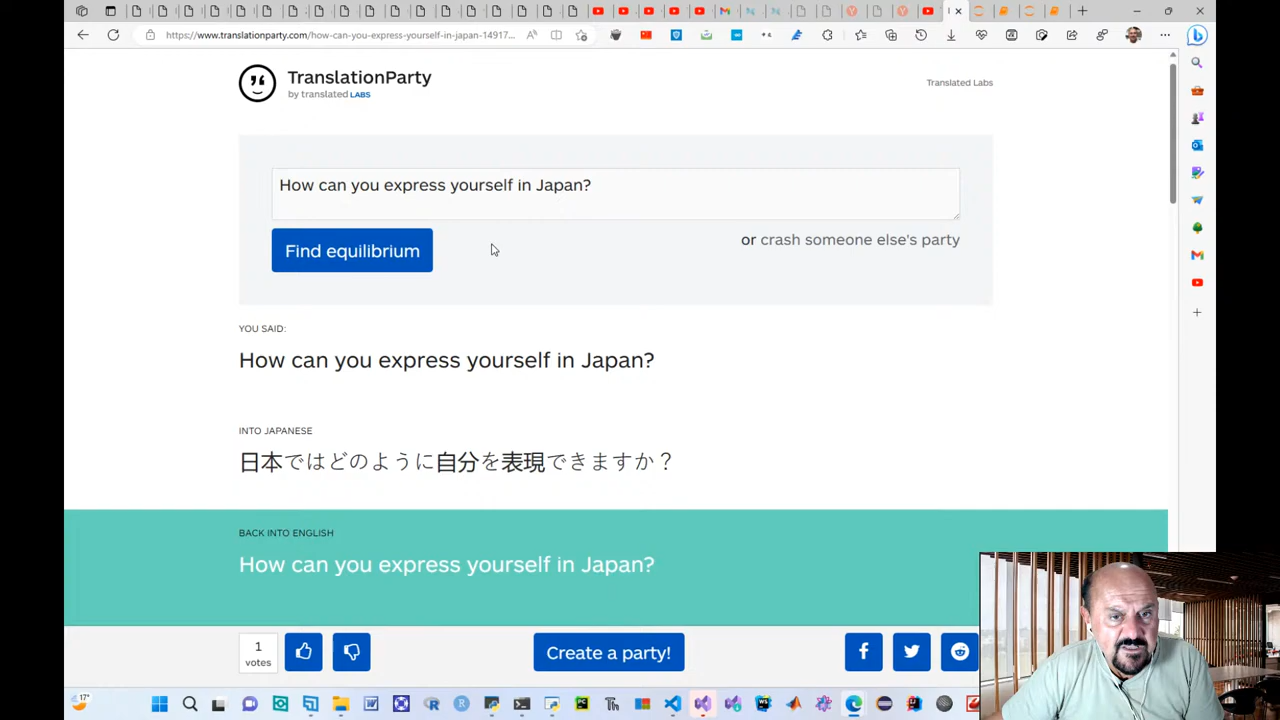 https://www.translationparty.com/how-can-you-express-yourself-in-japan-14917...
TranslationParty
by translated LABS
Translated Labs
How can you express yourself in Japan?
Find equilibrium
or crash someone else's party
YOU SAID:
How can you express yourself in Japan?
INTO JAPANESE
日本ではどのように自分を表現できますか？
BACK INTO ENGLISH
How can you express yourself in Japan?
1
votes
Create a party!
17°